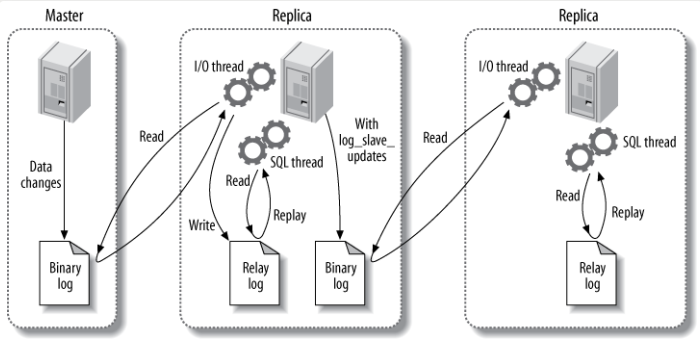 Master
Replica
Replica
I/O thread
I/O thread
With
log_slave_
updates
Read
Read
SQL thread
SQL thread
Data
changes
Read
Read
Replay
Replay
Write
Binary
log
Relay
log
Binary
log
Relay
log